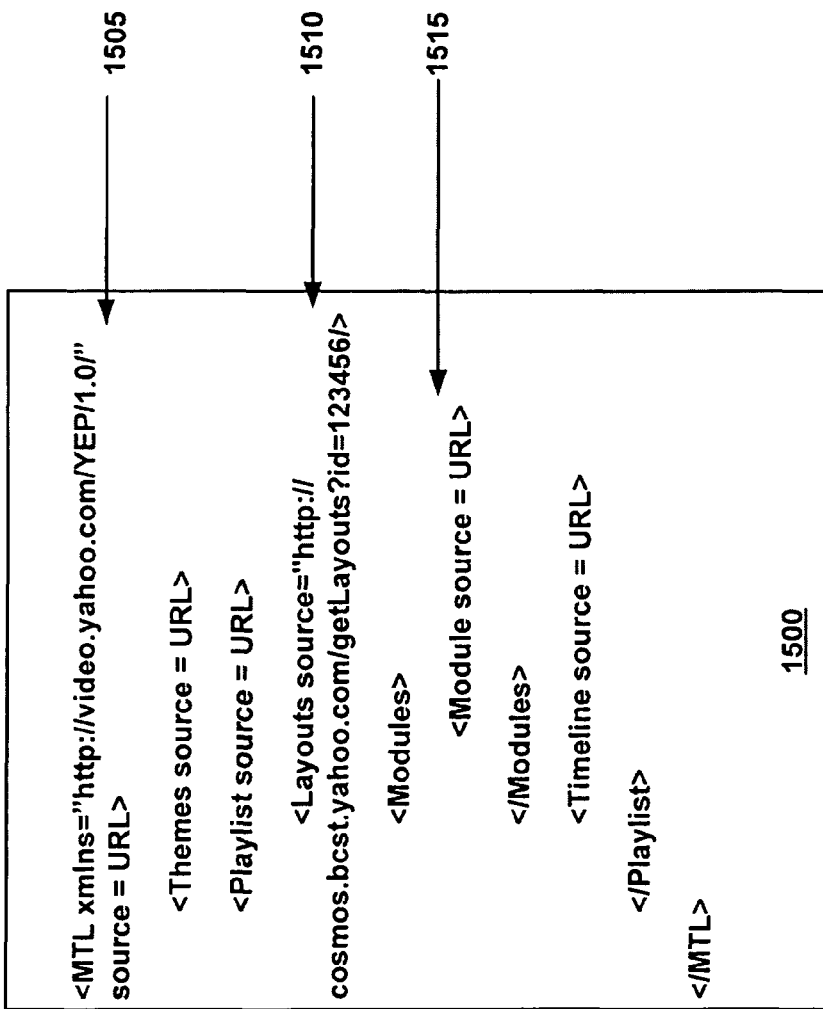 <MTL xmlns="http://video.yahoo.com/YEP/1.0/"
source = URL>
<Themes source = URL>
<Playlist source = URL>
<Layouts source="http://
cosmos.bcst.yahoo.com/getLayouts?id=123456/>
<Modules>
<Module source = URL>
</Modules>
<Timeline source = URL>
</Playlist>
</MTL>
1500
1505
1510
1515